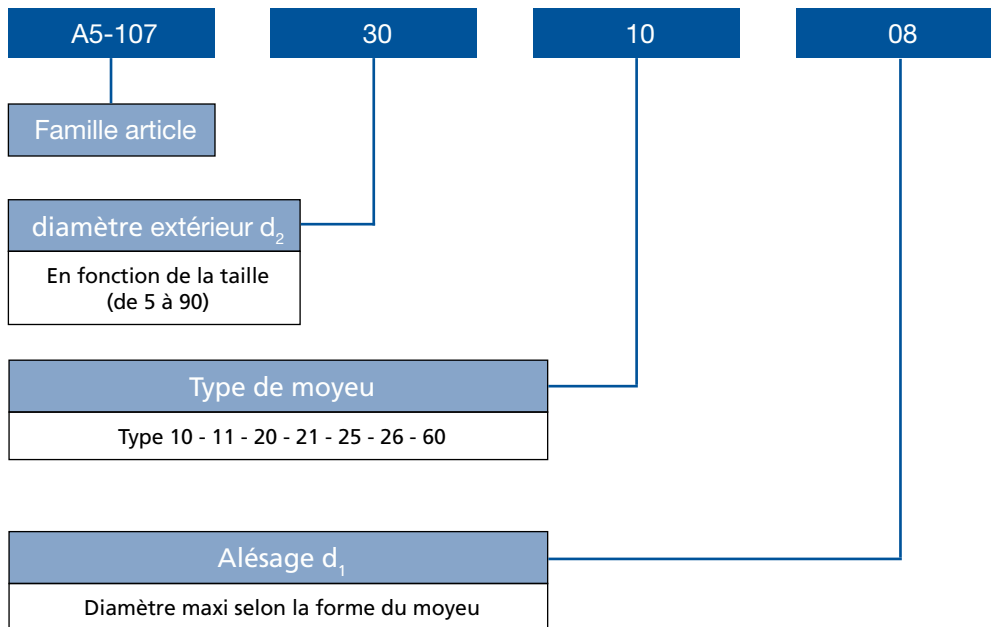 A5-107 30 10 08
Famille article
diamètre extérieur d₂
En fonction de la taille
(de 5 à 90)
Type de moyeu
Type 10 - 11 - 20 - 21 - 25 - 26 - 60
Alésage d₁
Diamètre maxi selon la forme du moyeu